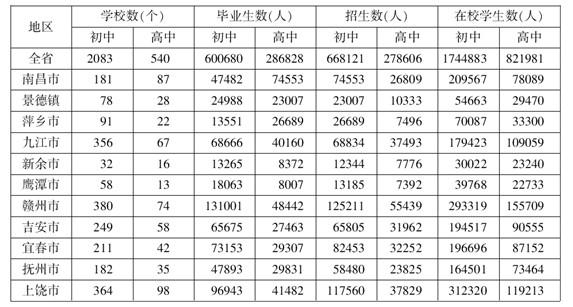 地区 学校数(个) 毕业生数(人) 招生数(人) 在校学生数(人)
初中 高中 初中 高中 初中 高中 初中 高中
全省 2083 540 600680 286828 668121 278606 1744883 821981
南昌市 181 87 47482 74553 74553 26809 209567 78089
景德镇 78 28 24988 23007 23007 10333 54663 29470
萍乡市 91 22 13551 26689 26689 7496 70087 33300
九江市 356 67 68666 40160 68834 37493 179423 109059
新余市 32 16 13265 8372 12344 7776 30022 23240
鹰潭市 58 13 18063 8007 13185 7392 39768 22733
赣州市 380 74 131001 48442 125211 55439 293319 155709
吉安市 249 58 65675 27463 65805 31962 194517 90555
宜春市 211 42 73153 29307 82453 32252 196696 87152
抚州市 182 35 47893 29831 58480 23825 164501 73464
上饶市 364 98 96943 41482 117560 37829 312320 119213